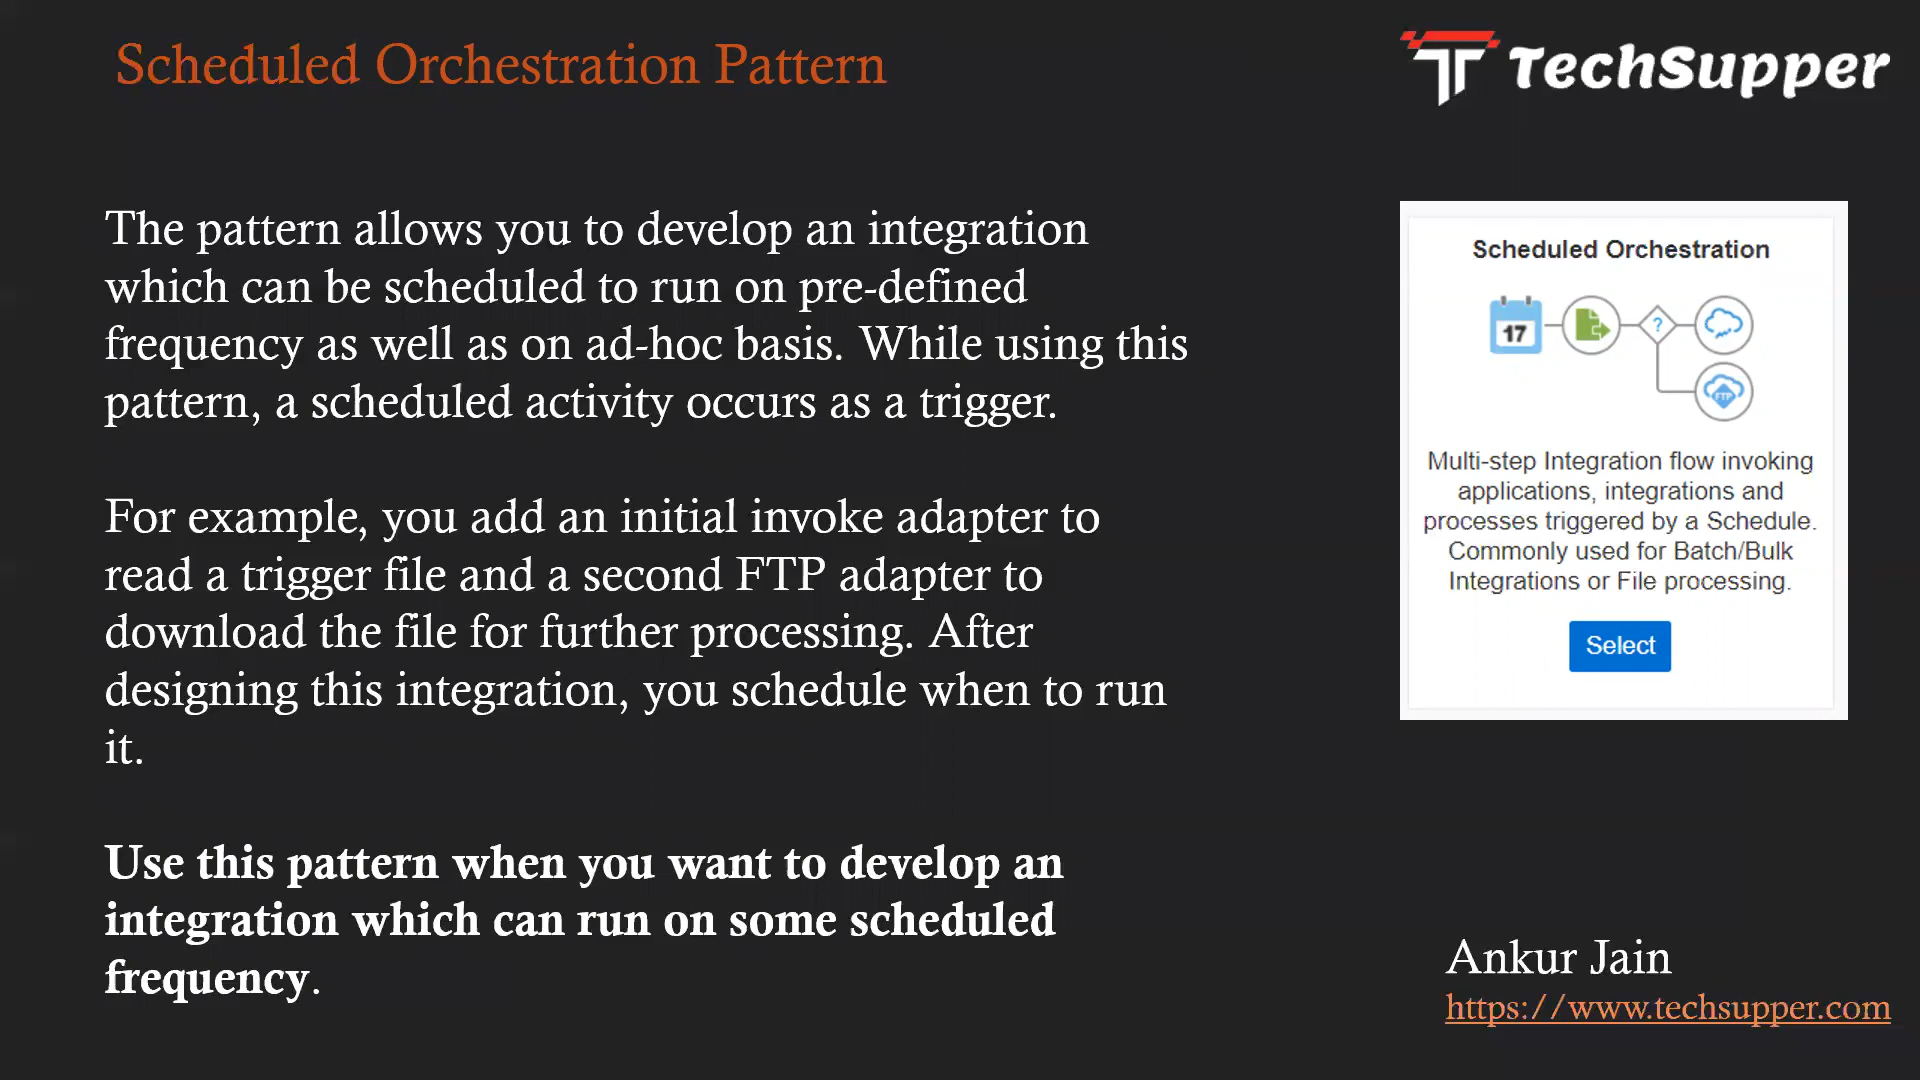 Scheduled Orchestration Pattern
TechSupper
The pattern allows you to develop an integration
which can be scheduled to run on pre-defined
frequency as well as on ad-hoc basis. While using this
pattern, a scheduled activity occurs as a trigger.
For example, you add an initial invoke adapter to
read a trigger file and a second FTP adapter to
download the file for further processing. After
designing this integration, you schedule when to run
it.
Use this pattern when you want to develop an
integration which can run on some scheduled
frequency.
Scheduled Orchestration
17
?
FTP
Multi-step Integration flow invoking
applications, integrations and
processes triggered by a Schedule.
Commonly used for Batch/Bulk
Integrations or File processing.
Select
Ankur Jain
https://www.techsupper.com